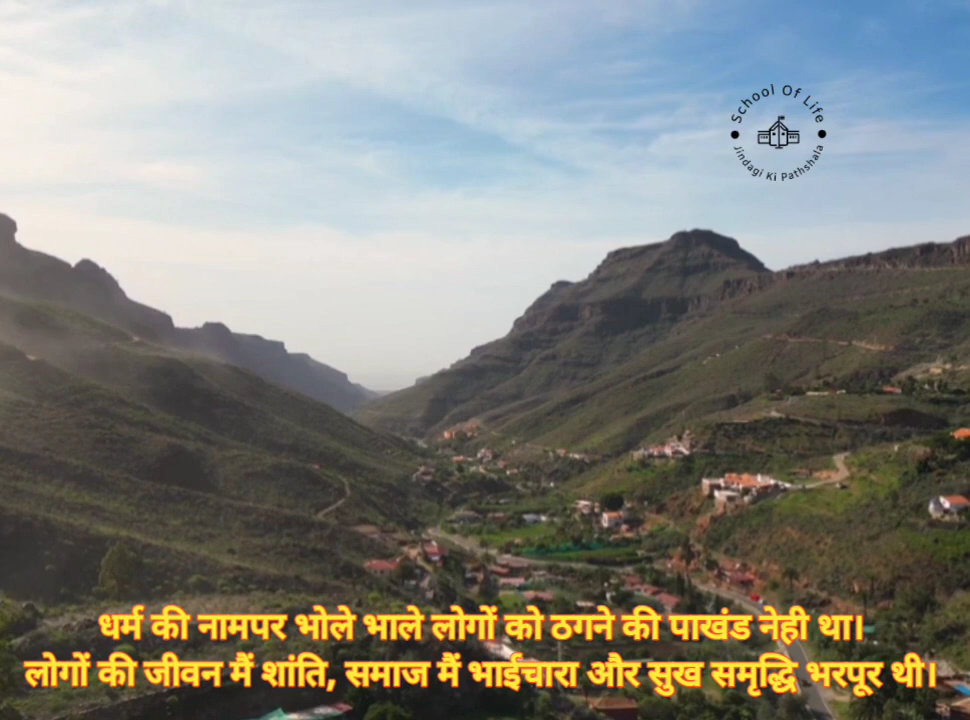 School Of Life
Jindagi Ki Pathshala
धर्म की नामपर भोले भाले लोगों को ठगने की पाखंड नेही था।
लोगों की जीवन मैं शांति, समाज मैं भाईचारा और सुख समृद्धि भरपूर थी।